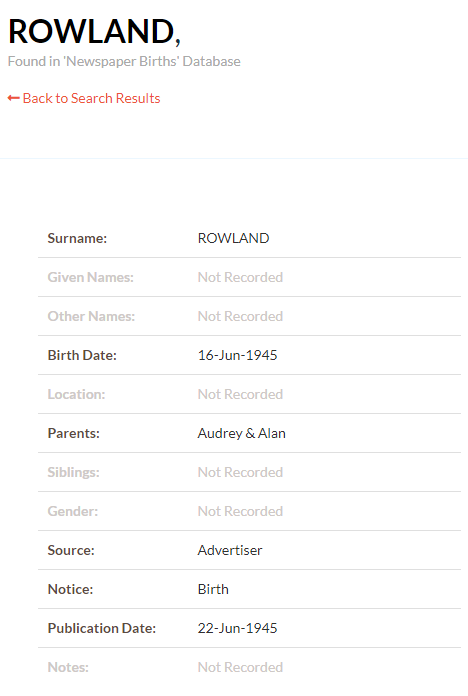 ROWLAND,
Found in 'Newspaper Births' Database
Back to Search Results
Surname: ROWLAND
Given Names: Not Recorded
Other Names: Not Recorded
Birth Date: 16-Jun-1945
Location: Not Recorded
Parents: Audrey & Alan
Siblings: Not Recorded
Gender: Not Recorded
Source: Advertiser
Notice: Birth
Publication Date: 22-Jun-1945
Notes: Not Recorded